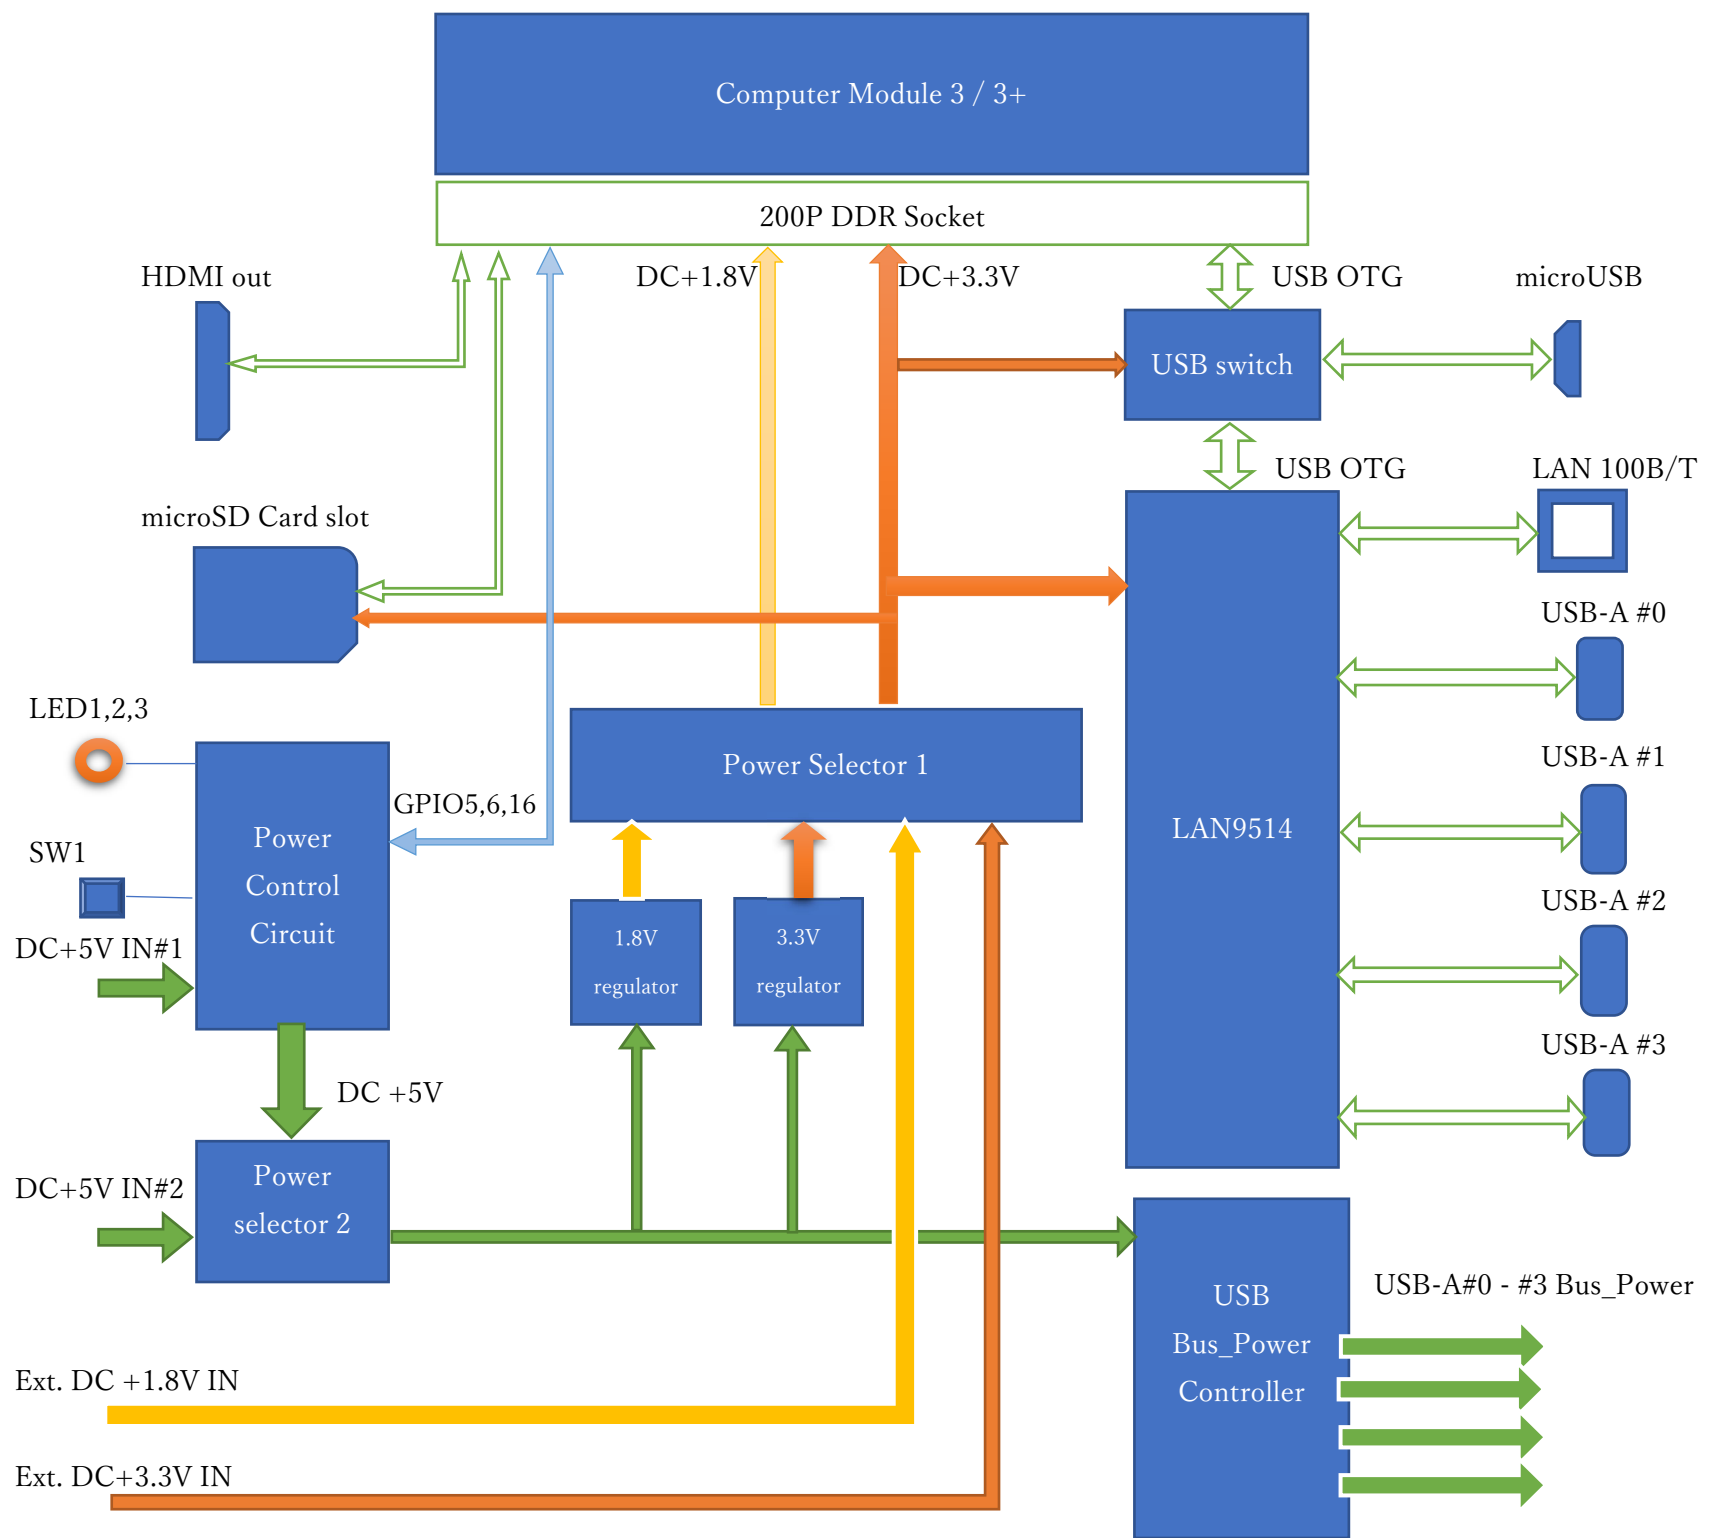 Computer Module 3 / 3+
200P DDR Socket
HDMI out
DC+1.8V
DC+3.3V
USB OTG
microUSB
USB switch
USB OTG
LAN 100B/T
microSD Card slot
USB-A #0
LED1,2,3
Power Selector 1
USB-A #1
GPIO5,6,16
Power
Control
Circuit
LAN9514
SW1
USB-A #2
DC+5V IN#1
1.8V
regulator
3.3V
regulator
USB-A #3
DC +5V
DC+5V IN#2
Power
selector 2
USB
Bus_Power
Controller
USB-A#0 - #3 Bus_Power
Ext. DC +1.8V IN
Ext. DC+3.3V IN